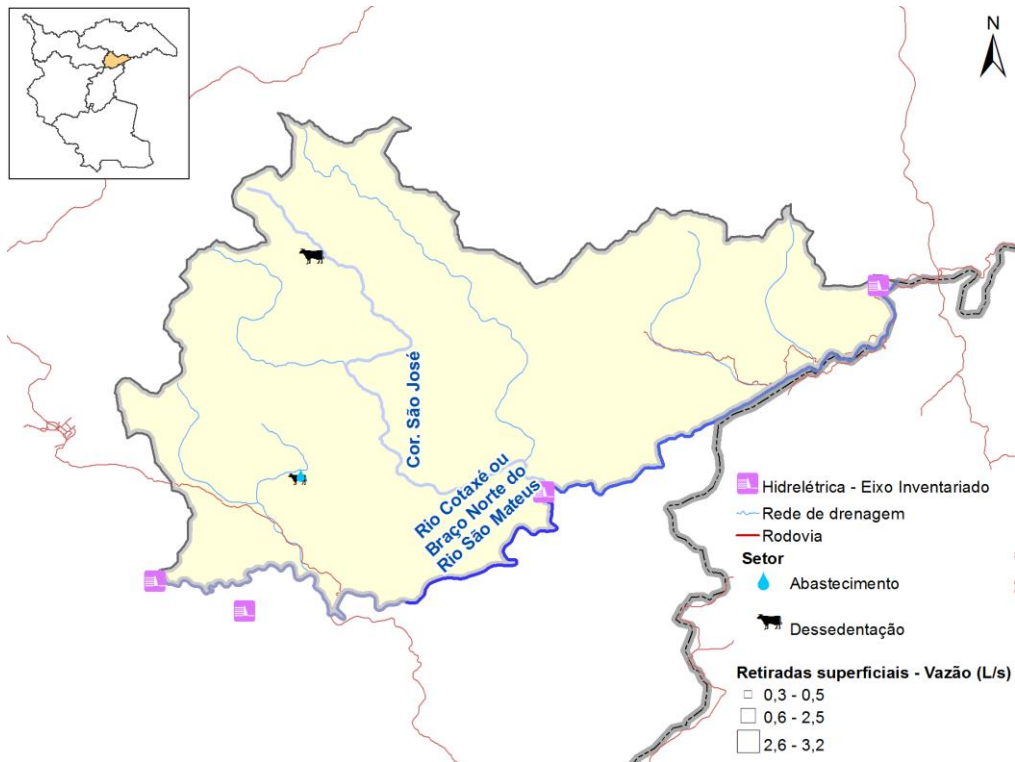 N
Cor. São José
Rio Cotaxé ou
Braço Norte do
Rio São Mateus
Hidrelétrica - Eixo Inventariado
Rede de drenagem
Rodovia
Setor
Abastecimento
Dessedentação
Retiradas superficiais - Vazão (L/s)
0,3 - 0,5
0,6 - 2,5
2,6 - 3,2